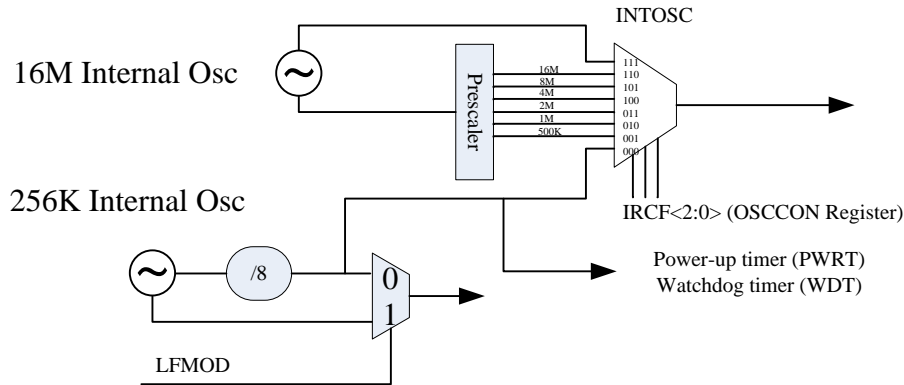 INTOSC
16M Internal Osc
Prescaler
16M
8M
4M
2M
1M
500K
111
110
101
100
011
010
001
000
IRCF<2:0> (OSCCON Register)
256K Internal Osc
/8
0
1
Power-up timer (PWRT)
Watchdog timer (WDT)
LFMOD